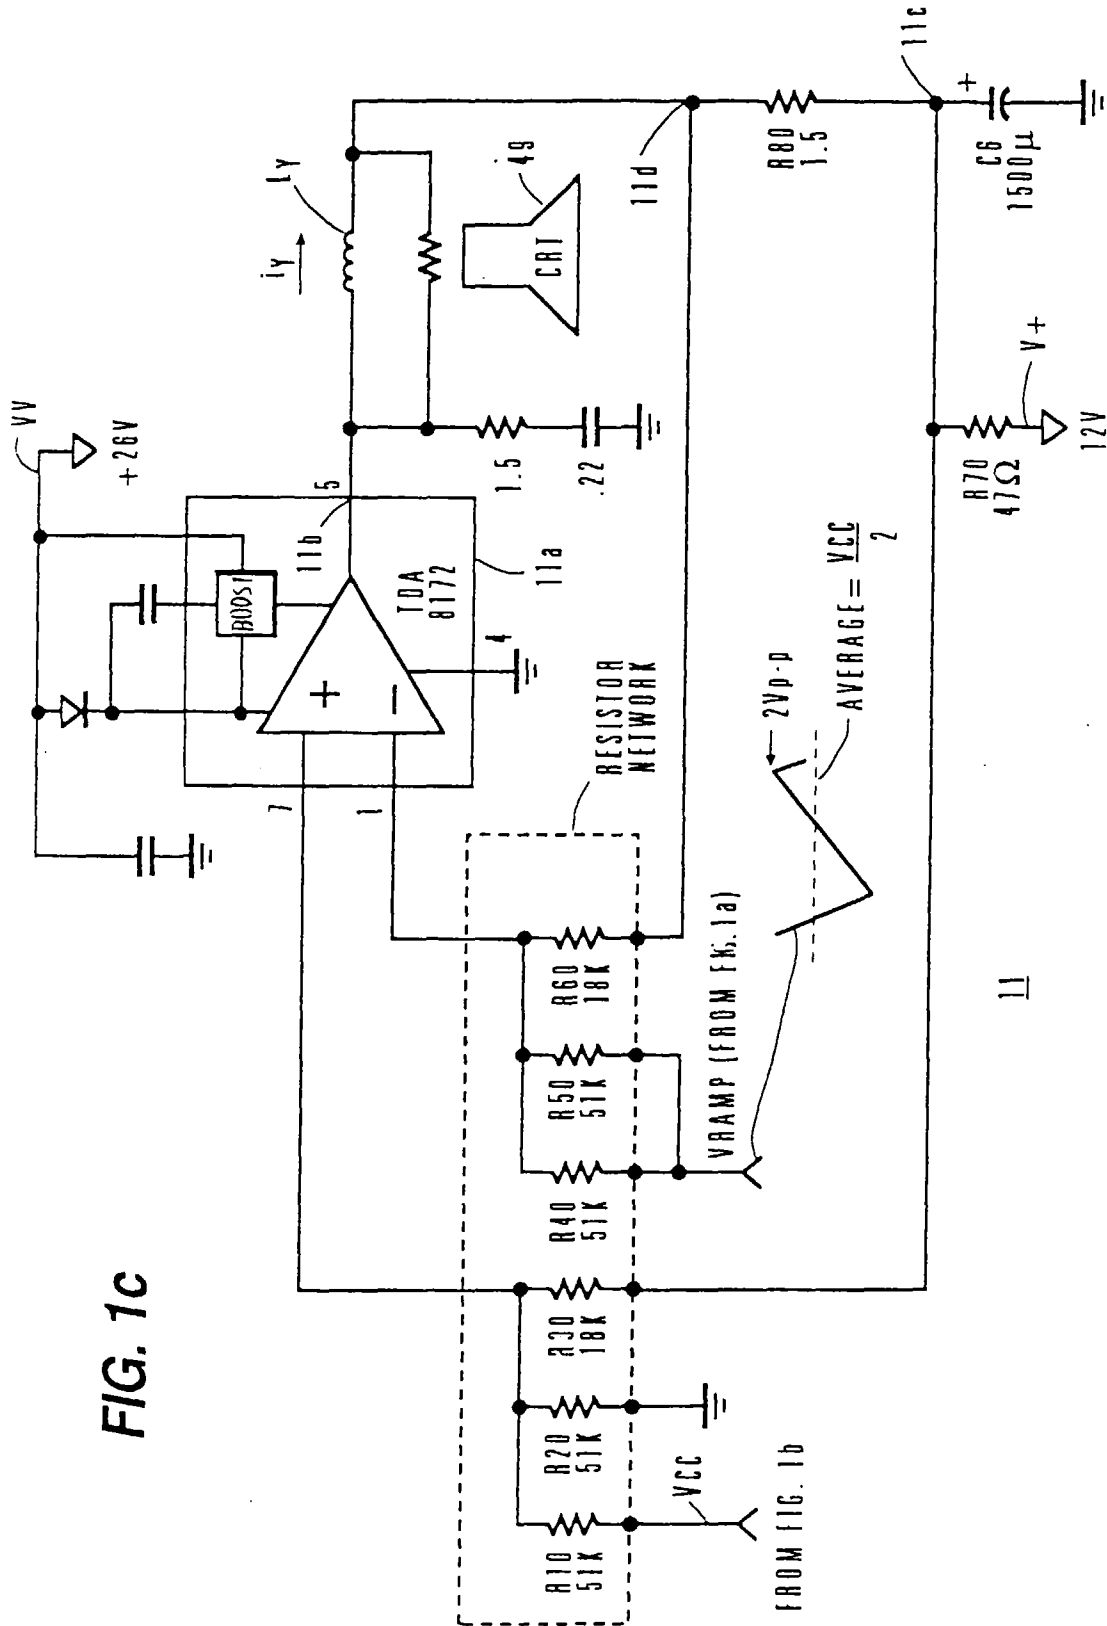 FIG. 1c
VV
+26V
iY
LY
BOOST
11b
5
TDA
8172
11a
7
1
4
1.5
.22
CRT
49
11d
R80
1.5
11c
+
C6
1500µ
R70
47Ω
V+
12V
RESISTOR
NETWORK
R10
51K
R20
51K
R30
18K
R40
51K
R50
51K
R60
18K
VCC
FROM FIG. 1b
VRAMP (FROM FIG. 1a)
2Vp-p
AVERAGE = VCC
2
11